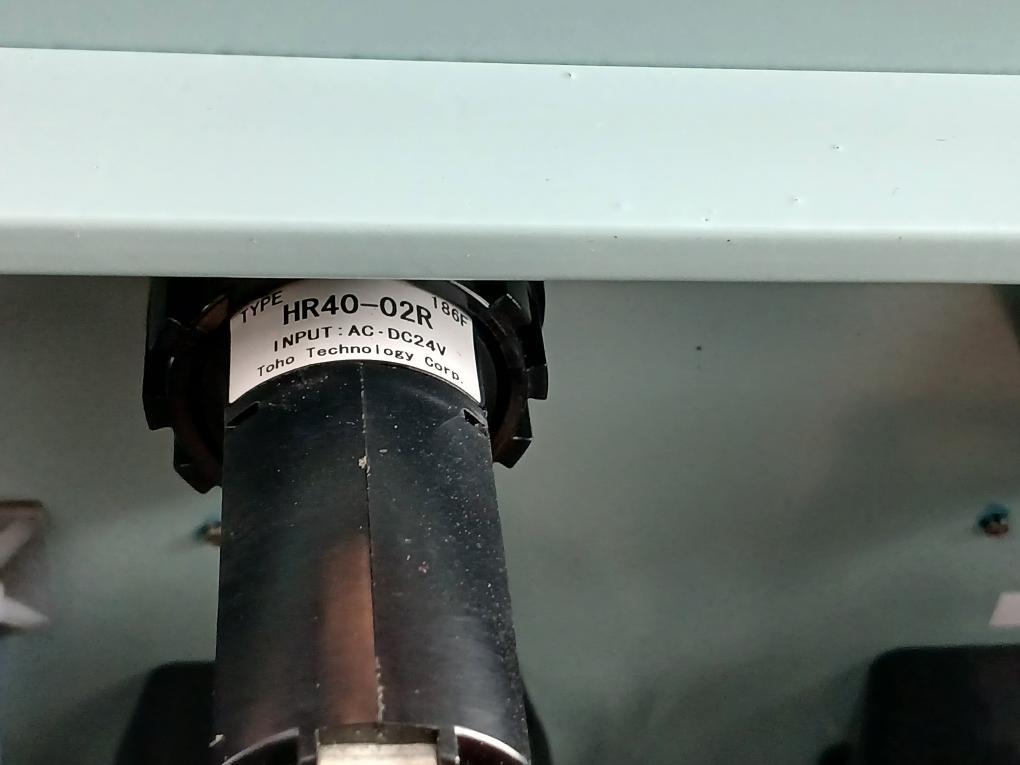 TYPE HR40-02R 186F
INPUT:AC·DC24V
Toho Technology Corp.